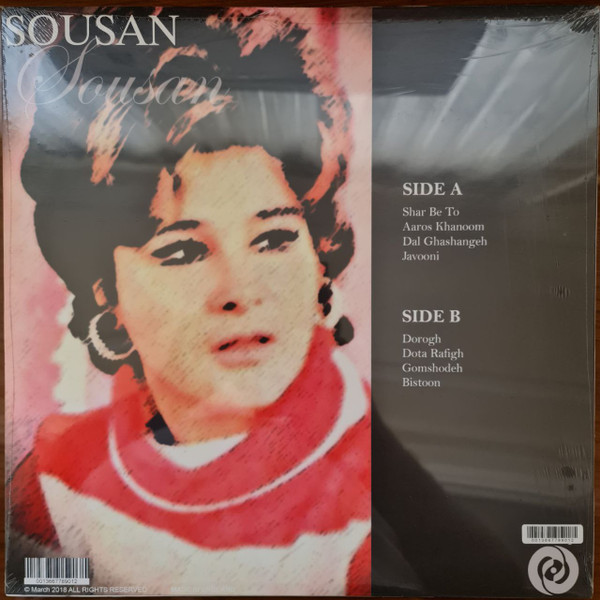 SOUSAN
Sousan
SIDE A
Shar Be To
Aaros Khanoom
Dal Ghashangeh
Javooni
SIDE B
Dorogh
Dota Rafigh
Gomshodeh
Bistoon
© March 2018 ALL RIGHTS RESERVED